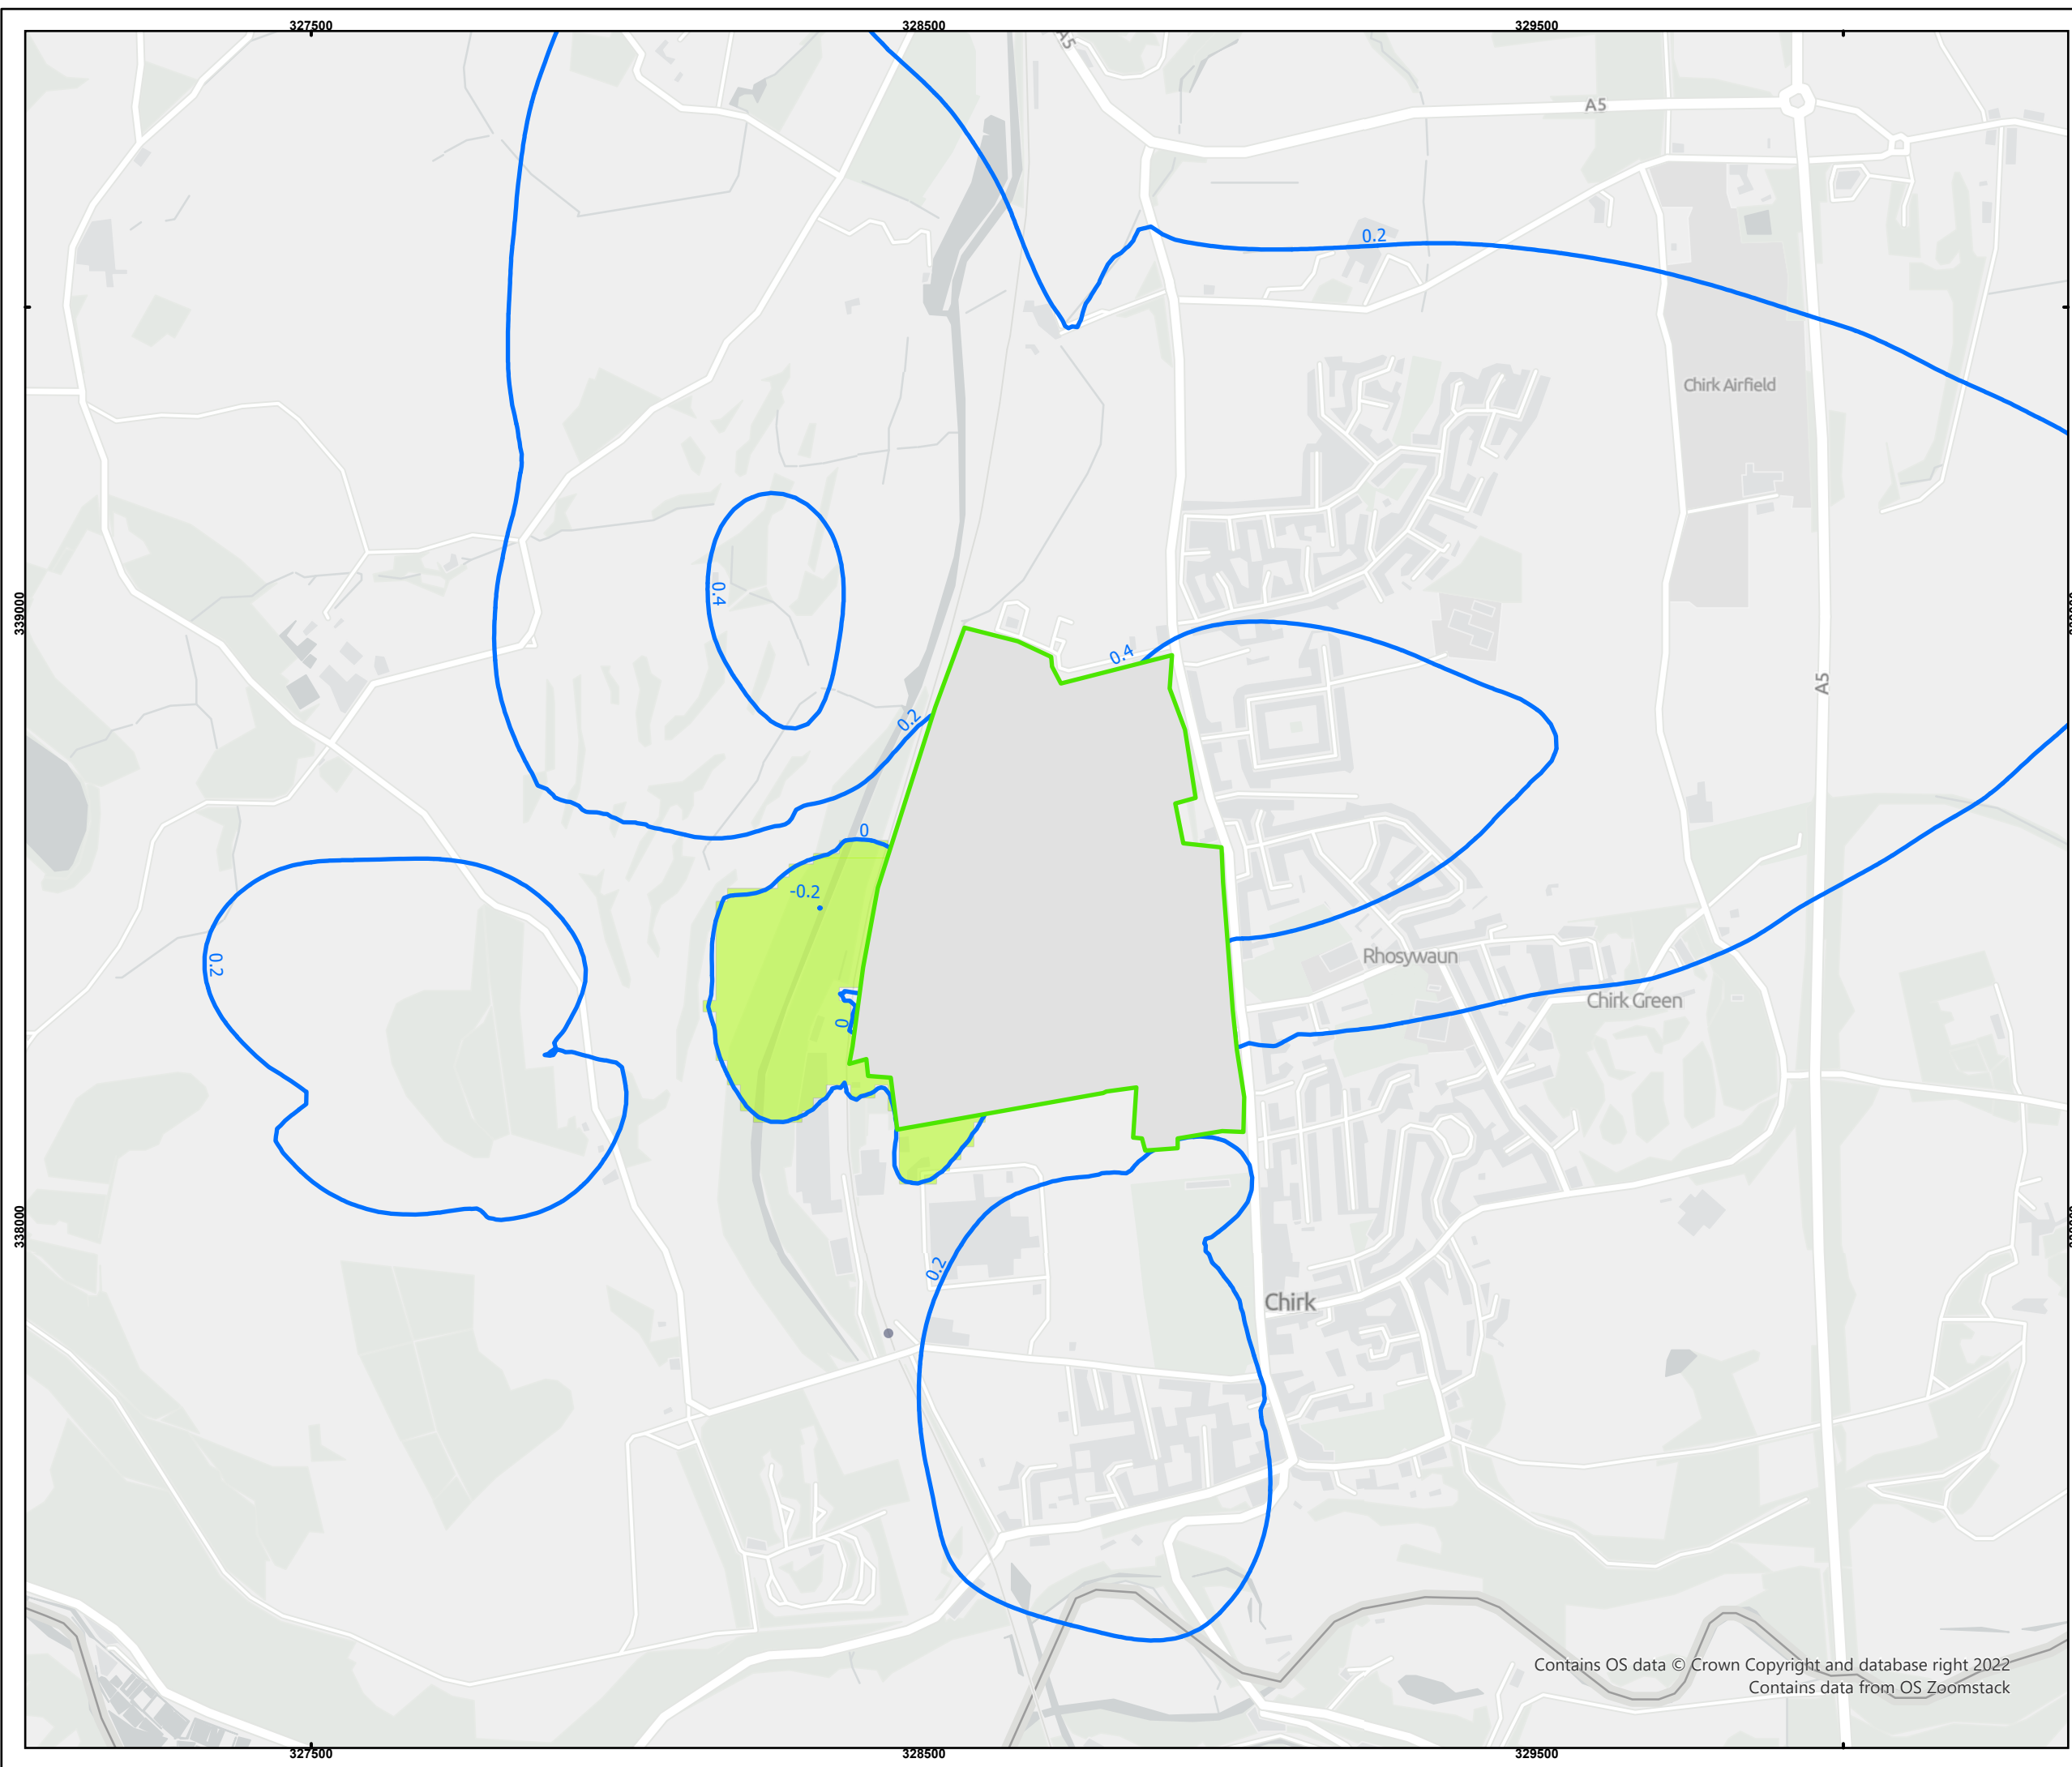 327500
328500
329500
A5
A5
0.2
Chirk Airfield
0.4
339000
0.4
A5
0.2
0
-0.2
Rhosywaun
0.2
Chirk Green
0
338000
0.2
Chirk
Contains OS data © Crown Copyright and database right 2022
Contains data from OS Zoomstack
327500
328500
329500